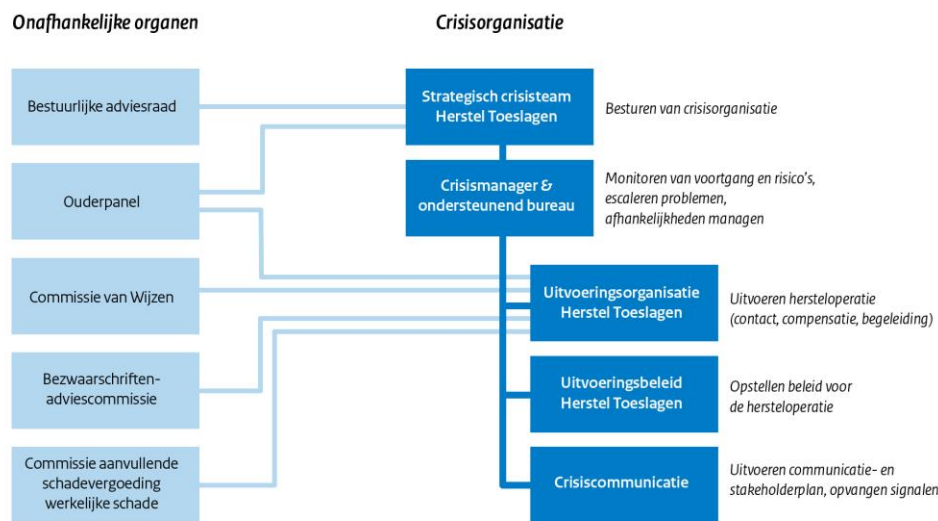 Onafhankelijke organen
Crisisorganisatie
Bestuurlijke adviesraad
Strategisch crisisteam
Herstel Toeslagen
Besturen van crisisorganisatie
Ouderpanel
Crisismanager &
ondersteunend bureau
Monitoren van voortgang en risico's,
escaleren problemen,
afhankelijkheden managen
Commissie van Wijzen
Uitvoeringsorganisatie
Herstel Toeslagen
Uitvoeren hersteloperatie
(contact, compensatie, begeleiding)
Bezwaarschriften-
adviescommissie
Uitvoeringsbeleid
Herstel Toeslagen
Opstellen beleid voor
de hersteloperatie
Commissie aanvullende
schadevergoeding
werkelijke schade
Crisiscommunicatie
Uitvoeren communicatie- en
stakeholderplan, opvangen signalen